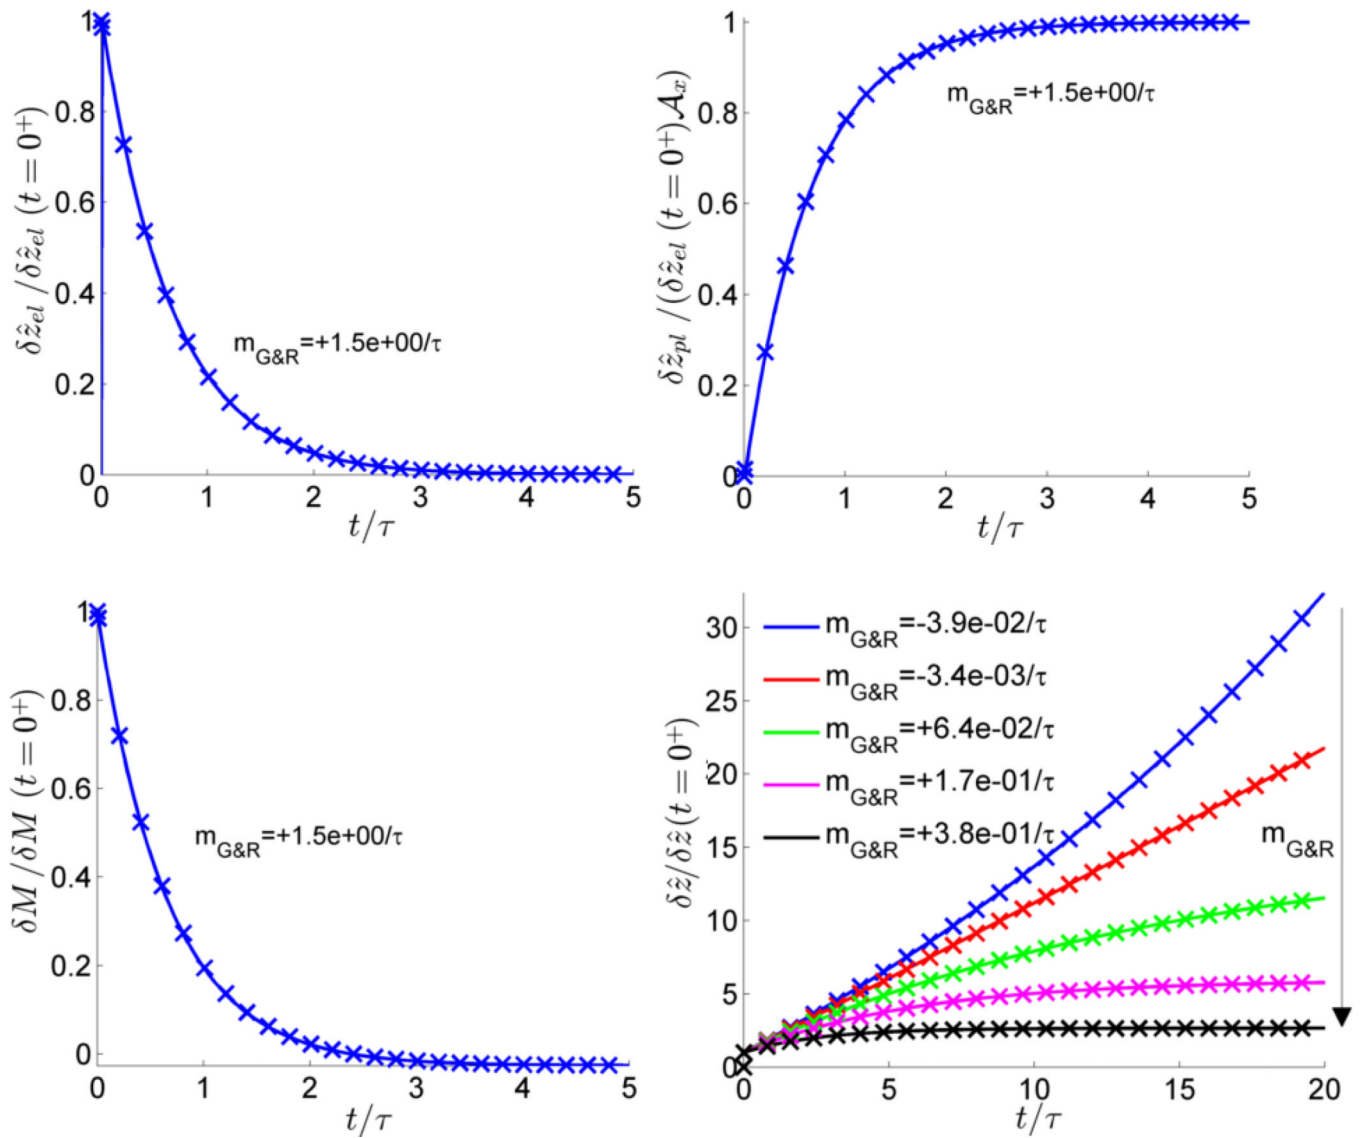 1
0.8
0.6
0.4
0.2
0
0
1
2
3
4
5
δẑ_el / δẑ_el (t = 0⁺)
t/τ
m_G&R=+1.5e+00/τ
1
0.8
0.6
0.4
0.2
0
0
1
2
3
4
5
δẑ_pl /(δẑ_el (t = 0⁺)𝒜_x)
t/τ
m_G&R=+1.5e+00/τ
1
0.8
0.6
0.4
0.2
0
0
1
2
3
4
5
δM /δM (t = 0⁺)
t/τ
m_G&R=+1.5e+00/τ
30
25
20
15
10
5
0
0
5
10
15
20
δẑ/δẑ(t = 0⁺)
t/τ
m_G&R=-3.9e-02/τ
m_G&R=-3.4e-03/τ
m_G&R=+6.4e-02/τ
m_G&R=+1.7e-01/τ
m_G&R=+3.8e-01/τ
m_G&R